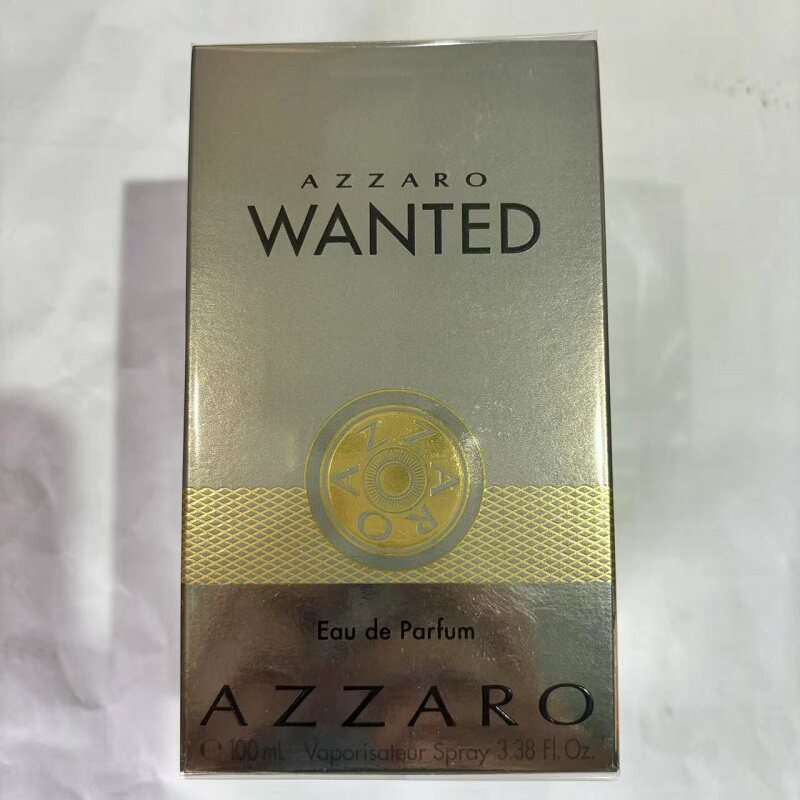 AZZARO
WANTED
AZZARO
Eau de Parfum
AZZARO
℮ 100 mL Vaporisateur Spray 3.38 Fl. Oz.